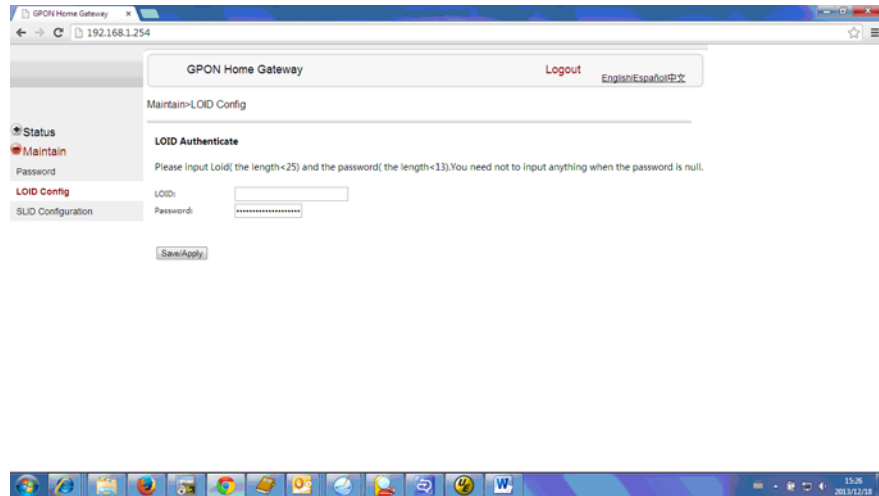 GPON Home Gateway
192.168.1.254
GPON Home Gateway
Logout
English|Español|中文
Maintain>LOID Config
Status
Maintain
Password
LOID Config
SLID Configuration
LOID Authenticate
Please input Loid( the length<25) and the password( the length<13).You need not to input anything when the password is null.
LOID:
Password:
Save/Apply
15:26
2013/12/18